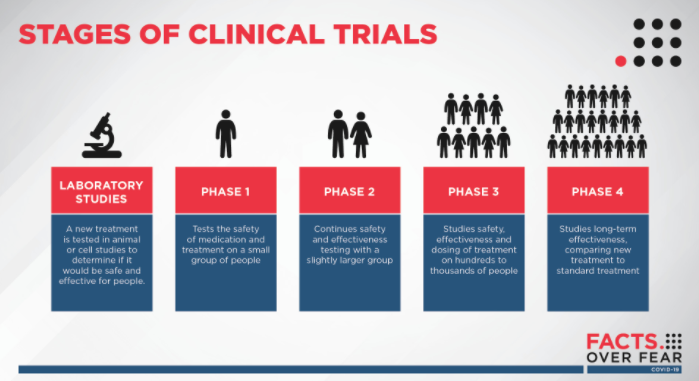 STAGES OF CLINICAL TRIALS
LABORATORY
STUDIES
A new treatment
is tested in animal
or cell studies to
determine if it
would be safe and
effective for people.
PHASE 1
Tests the safety
of medication and
treatment on a small
group of people
PHASE 2
Continues safety
and effectiveness
testing with a
slightly larger group
PHASE 3
Studies safety,
effectiveness and
dosing of treatment
on hundreds to
thousands of people
PHASE 4
Studies long-term
effectiveness,
comparing new
treatment to
standard treatment
FACTS.
OVER FEAR
COVID-19